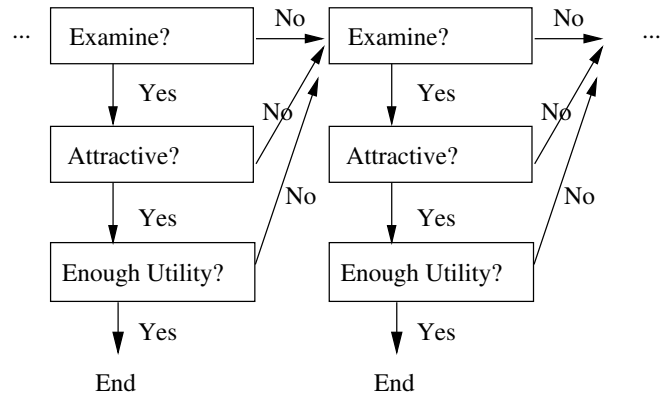 No No
... Examine? Examine? ...
Yes No Yes No
Attractive? Attractive?
Yes No Yes No
Enough Utility? Enough Utility?
Yes Yes
End End